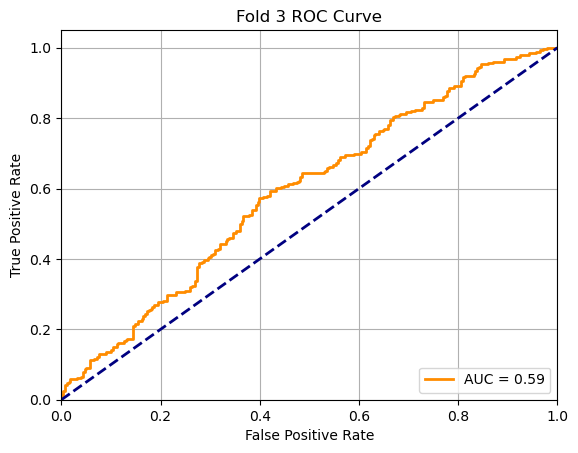 Fold 3 ROC Curve
True Positive Rate
1.0
0.8
0.6
0.4
0.2
0.0
AUC = 0.59
0.0 0.2 0.4 0.6 0.8 1.0
False Positive Rate